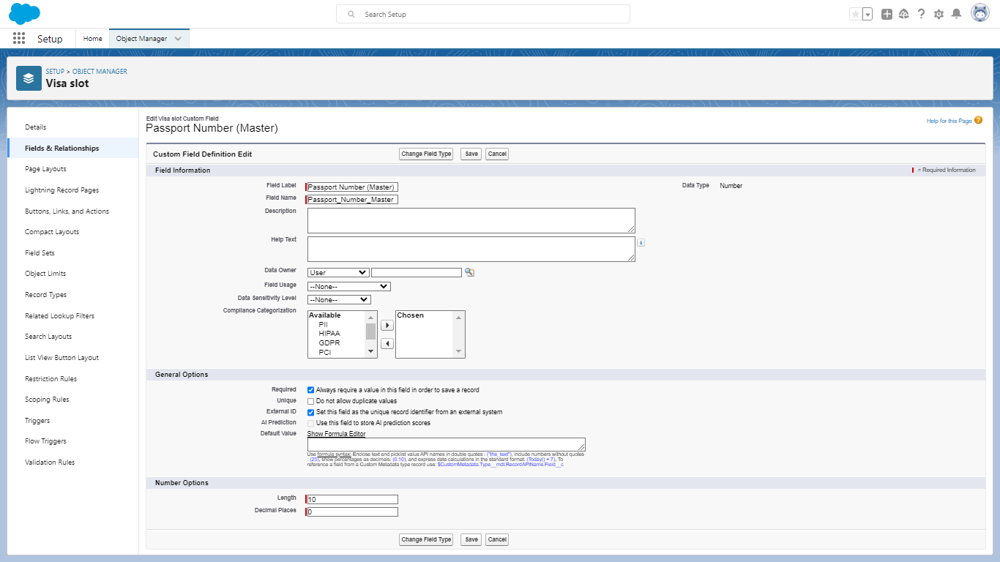 Search Setup
Setup
Home
Object Manager
SETUP > OBJECT MANAGER
Visa slot
Details
Fields & Relationships
Page Layouts
Lightning Record Pages
Buttons, Links, and Actions
Compact Layouts
Field Sets
Object Limits
Record Types
Related Lookup Filters
Search Layouts
List View Button Layout
Restriction Rules
Scoping Rules
Triggers
Flow Triggers
Validation Rules
Edit Visa slot Custom Field
Passport Number (Master)
Help for this Page ?
Custom Field Definition Edit
Change Field Type Save Cancel
Field Information
= Required Information
Field Label Passport Number (Master)
Data Type Number
Field Name Passport_Number_Master
Description
Help Text
i
Data Owner User
Field Usage --None--
Data Sensitivity Level --None--
Compliance Categorization
Available
PII
HIPAA
GDPR
PCI
Chosen
General Options
Required Always require a value in this field in order to save a record
Unique Do not allow duplicate values
External ID Set this field as the unique record identifier from an external system
AI Prediction Use this field to store AI prediction scores
Default Value Show Formula Editor
Use formula syntax: Enclose text and picklist value API names in double quotes : ("the_text"), include numbers without quotes
: (25), show percentages as decimals: (0.10), and express date calculations in the standard format: (Today() + 7), To
reference a field from a Custom Metadata type record use: $CustomMetadata.Type__mdt.RecordAPIName.Field__c
Number Options
Length 10
Decimal Places 0
Change Field Type Save Cancel